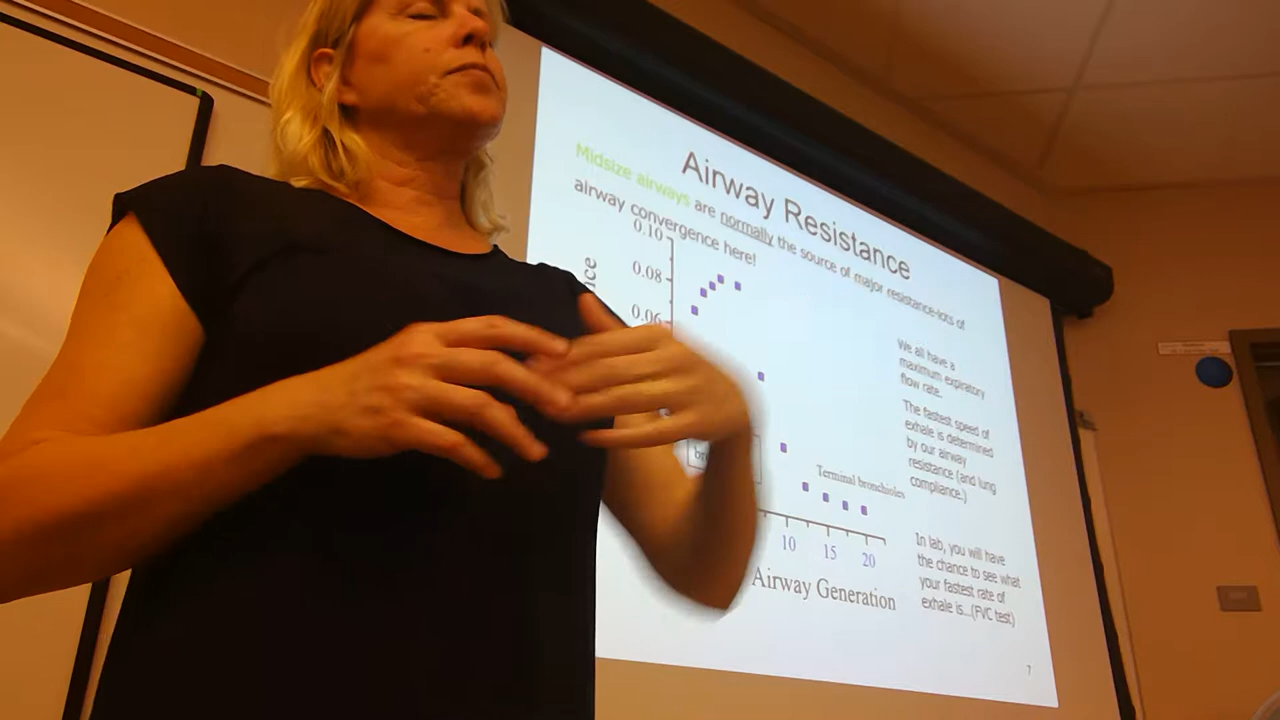 Airway Resistance
Midsize airways are normally the source of major resistance-lots of
airway convergence here!
0.10
0.08
0.06
We all have a
maximum expiratory
flow rate.
The fastest speed of
exhale is determined
by our airway
resistance (and lung
compliance.)
Terminal bronchioles
10 15 20
Airway Generation
In lab, you will have
the chance to see what
your fastest rate of
exhale is...(FVC test)
7